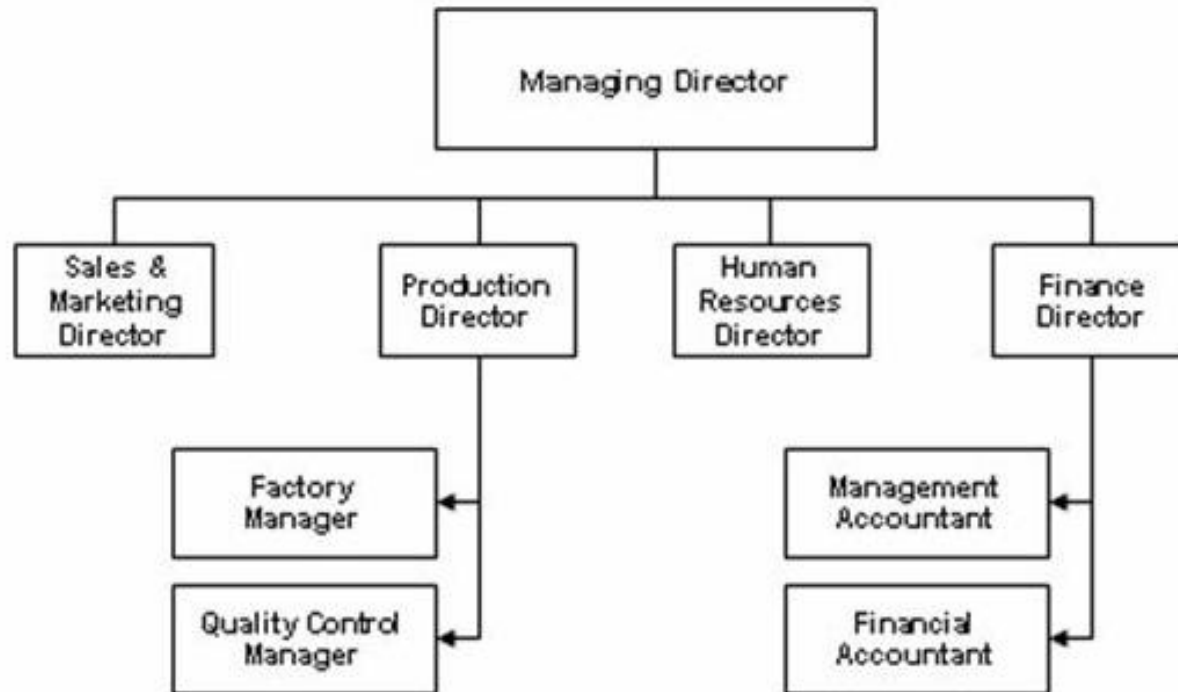 Managing Director
Sales &
Marketing
Director
Production
Director
Human
Resources
Director
Finance
Director
Factory
Manager
Management
Accountant
Quality Control
Manager
Financial
Accountant